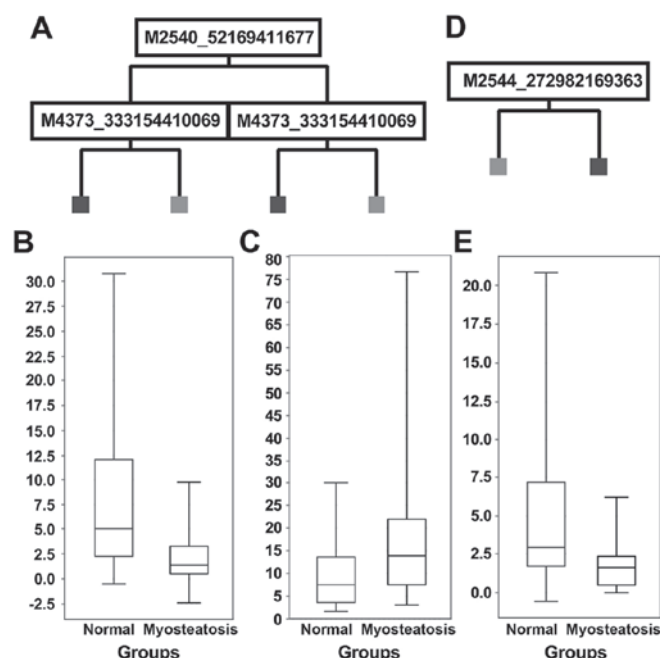 A
M2540_52169411677
M4373_333154410069 M4373_333154410069
D
M2544_272982169363
B
30.0
27.5
25.0
22.5
20.0
17.5
15.0
12.5
10.0
7.5
5.0
2.5
0.0
-2.5
Normal Myosteatosis
Groups
C
80
75
70
65
60
55
50
45
40
35
30
25
20
15
10
5
0
Normal Myosteatosis
Groups
E
20.0
17.5
15.0
12.5
10.0
7.5
5.0
2.5
0.0
Normal Myosteatosis
Groups